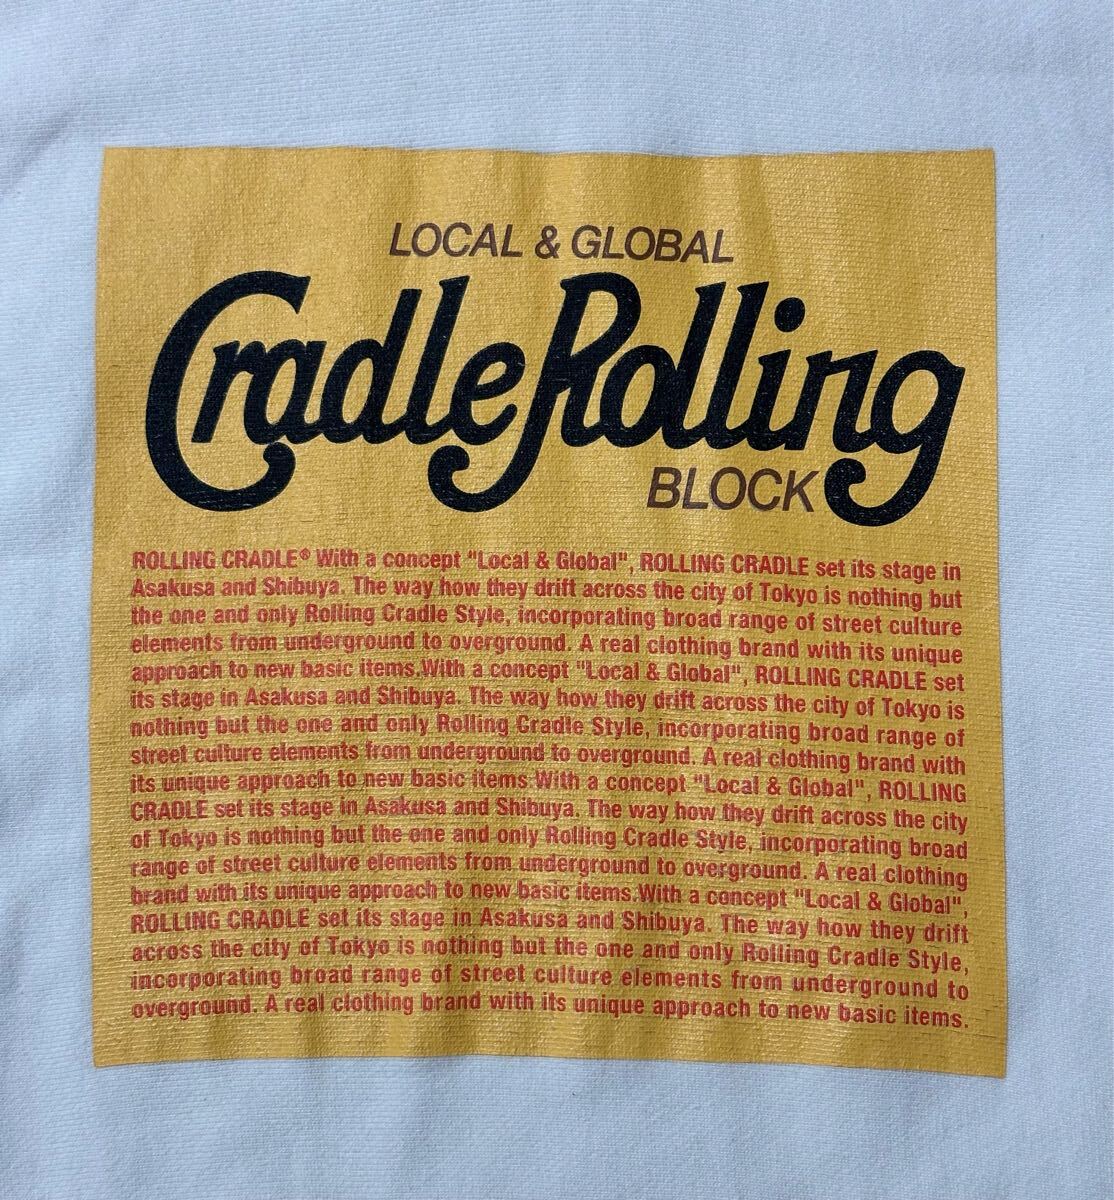 LOCAL & GLOBAL
CradleRolling
BLOCK
ROLLING CRADLE® With a concept "Local & Global", ROLLING CRADLE set its stage in
Asakusa and Shibuya. The way how they drift across the city of Tokyo is nothing but
the one and only Rolling Cradle Style, incorporating broad range of street culture
elements from underground to overground. A real clothing brand with its unique
approach to new basic items.With a concept "Local & Global", ROLLING CRADLE set
its stage in Asakusa and Shibuya. The way how they drift across the city of Tokyo is
nothing but the one and only Rolling Cradle Style, incorporating broad range of
street culture elements from underground to overground. A real clothing brand with
its unique approach to new basic items.With a concept "Local & Global", ROLLING
CRADLE set its stage in Asakusa and Shibuya. The way how they drift across the city
of Tokyo is nothing but the one and only Rolling Cradle Style, incorporating broad
range of street culture elements from underground to overground. A real clothing
brand with its unique approach to new basic items.With a concept "Local & Global",
ROLLING CRADLE set its stage in Asakusa and Shibuya. The way how they drift
across the city of Tokyo is nothing but the one and only Rolling Cradle Style,
incorporating broad range of street culture elements from underground to
overground. A real clothing brand with its unique approach to new basic items.